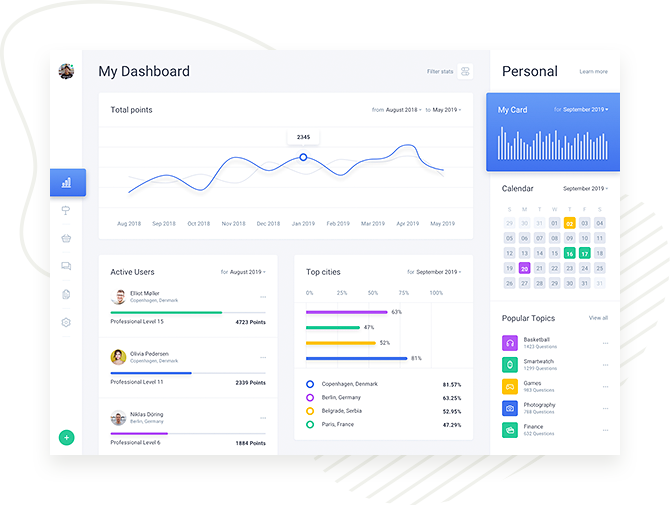 My Dashboard
Filter stats
Total points
from August 2018 to May 2019
2345
Aug 2018 Sep 2018 Oct 2018 Nov 2018 Dec 2018 Jan 2019 Feb 2019 Mar 2019 Apr 2019 May 2019
Active Users
for August 2019
Elliot Møller
Copenhagen, Denmark
Professional Level 15
4723 Points
Olivia Pedersen
Copenhagen, Denmark
Professional Level 11
2339 Points
Niklas Döring
Berlin, Germany
Professional Level 6
1884 Points
Top cities
for September 2019
0% 25% 50% 75% 100%
63%
47%
52%
81%
Copenhagen, Denmark 81.57%
Berlin, Germany 63.25%
Belgrade, Serbia 52.95%
Paris, France 47.29%
Personal
Learn more
My Card
for September 2019
Calendar
September 2019
S M T W T F S
29 30 31 01 02 03 04
05 06 07 08 09 10 11
12 13 14 15 16 17 18
19 20 21 22 23 24 25
26 27 28 29 30 31 31
Popular Topics
View all
Basketball
1423 Questions
Smartwatch
1299 Questions
Games
983 Questions
Photography
768 Questions
Finance
632 Questions